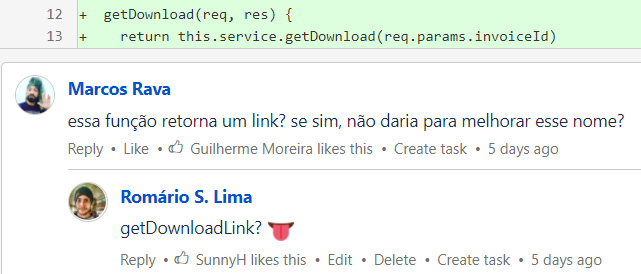 12 + getDownload(req, res) {
13 + return this.service.getDownload(req.params.invoiceId)
Marcos Rava
essa função retorna um link? se sim, não daria para melhorar esse nome?
Reply • Like • Guilherme Moreira likes this • Create task • 5 days ago
Romário S. Lima
getDownloadLink? 👅
Reply • SunnyH likes this • Edit • Delete • Create task • 5 days ago